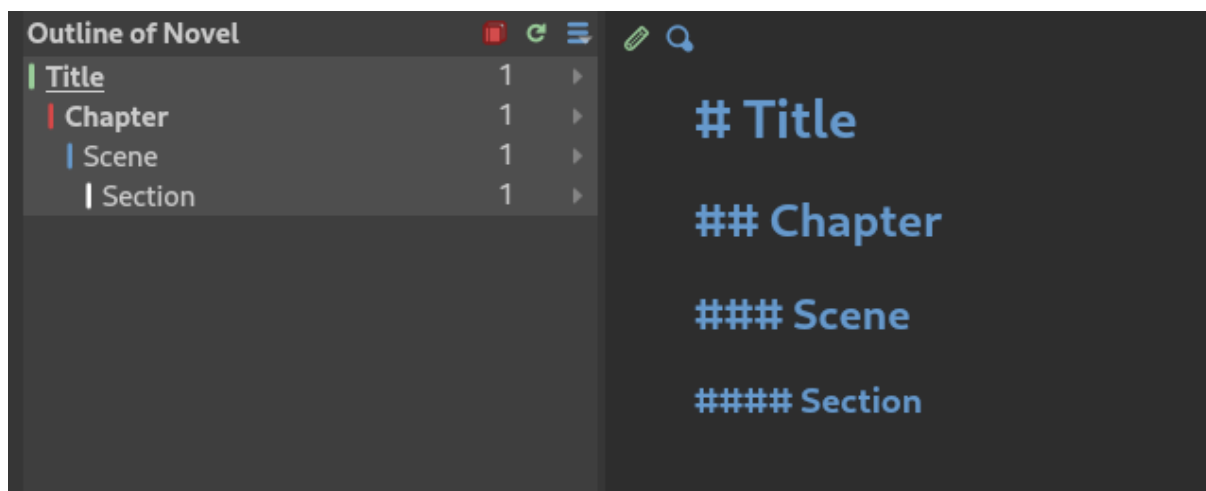 Outline of Novel
Title 1
Chapter 1
Scene 1
Section 1
# Title
## Chapter
### Scene
#### Section